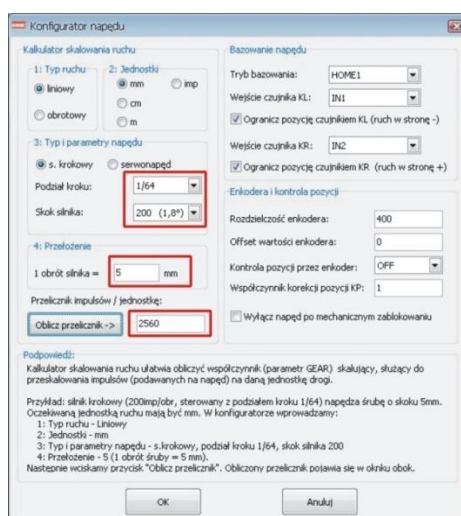 Konfigurator napędu
Kalkulator skalowania ruchu
1: Typ ruchu
liniowy
obrotowy
2: Jednostki
mm
imp
cm
m
3: Typ i parametry napędu
s. krokowy
serwonapęd
Podział kroku:
1/64
Skok silnika:
200 (1,8°)
4: Przełożenie
1 obrót silnika =
5
mm
Przelicznik impulsów / jednostkę:
Oblicz przelicznik ->
2560
Bazowanie napędu
Tryb bazowania:
HOME1
Wejście czujnika KL:
IN1
Ogranicz pozycję czujnikiem KL (ruch w stronę -)
Wejście czujnika KR:
IN2
Ogranicz pozycję czujnikiem KR (ruch w stronę +)
Enkodera i kontrola pozycji
Rozdzielczość enkodera:
400
Offset wartości enkodera:
0
Kontrola pozycji przez enkoder:
OFF
Współczynnik korekcji pozycji KP:
1
Wyłącz napęd po mechanicznym zablokowaniu
Podpowiedź:
Kalkulator skalowania ruchu ułatwia obliczyć współczynnik (parametr GEAR) skalujący, służący do
przeskalowania impulsów (podawanych na napęd) na daną jednostkę drogi.
Przykład: silnik krokowy (200imp/obr, sterowany z podziałem kroku 1/64) napędza śrubę o skoku 5mm.
Oczekiwaną jednostką ruchu mają być mm. W konfiguratorze wprowadzamy:
1: Typ ruchu - Liniowy
2: Jednostki - mm
3: Typ i parametry napędu - s.krokowy, podział kroku 1/64, skok silnika 200
4: Przełożenie - 5 (1 obrót śruby = 5 mm).
Następnie wciskamy przycisk "Oblicz przelicznik". Obliczony przelicznik pojawia się w oknku obok.
OK
Anuluj